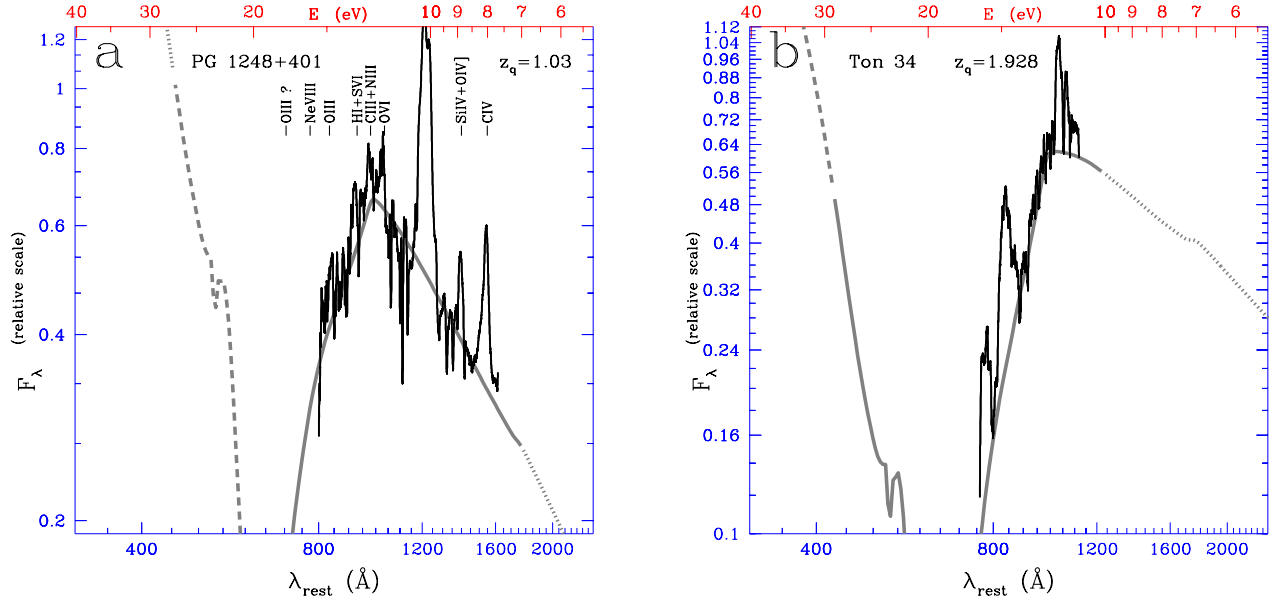 40 30 20 E (eV) 10 9 8 7 6
a
PG 1248+401
z_q=1.03
OIII ?
NeVIII
OIII
HI+SVI
CIII+NIII
OVI
SiIV+OIV]
CIV
1.2
1
0.8
0.6
0.4
0.2
F_λ (relative scale)
400 800 1200 1600 2000
λ_rest (Å)
40 30 20 E (eV) 10 9 8 7 6
b
Ton 34
z_q=1.928
1.12
1.04
0.96
0.88
0.8
0.72
0.64
0.56
0.48
0.4
0.32
0.24
0.16
0.1
F_λ (relative scale)
400 800 1200 1600 2000
λ_rest (Å)